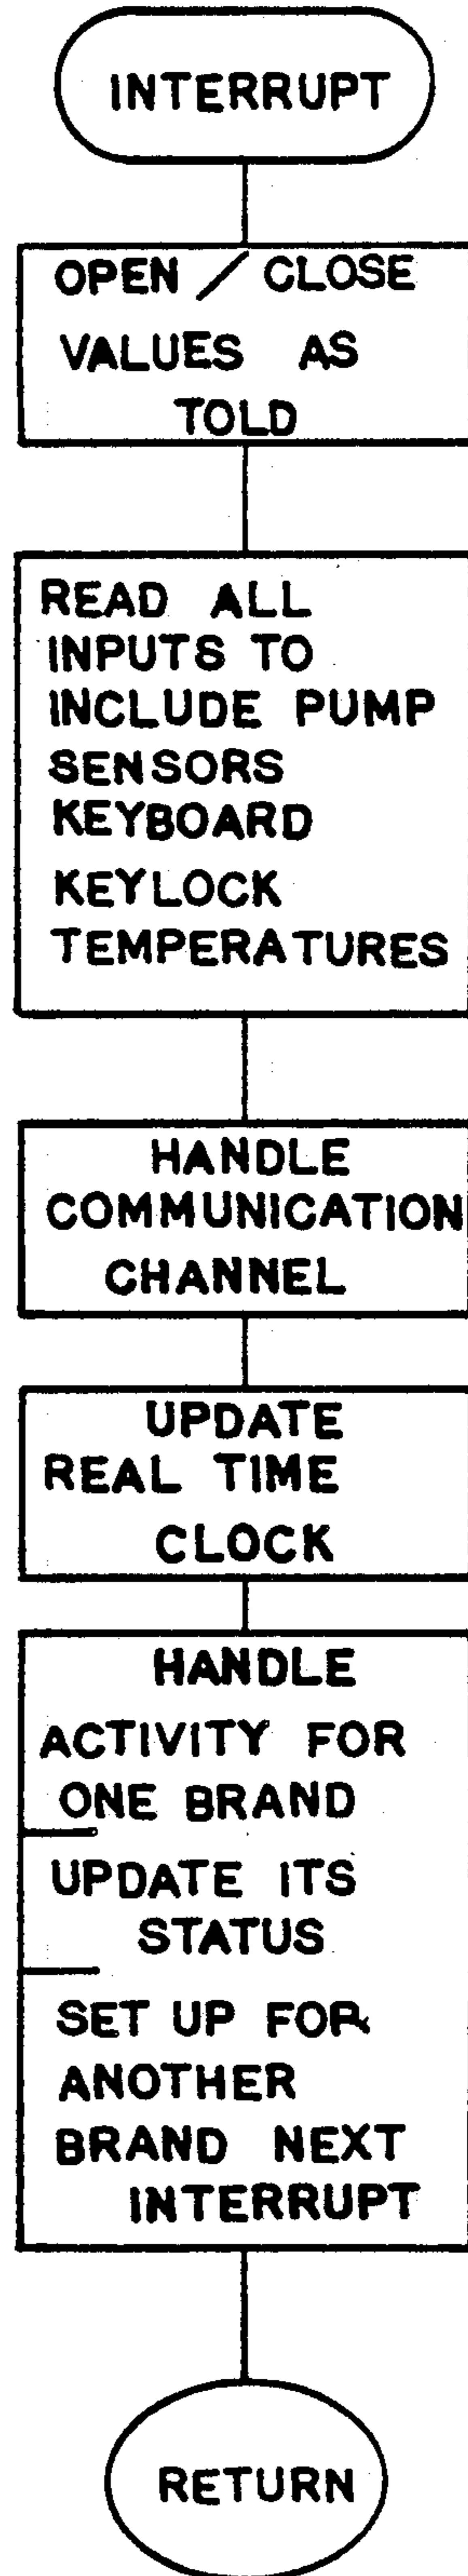 INTERRUPT
OPEN / CLOSE
VALUES AS
TOLD
READ ALL
INPUTS TO
INCLUDE PUMP
SENSORS
KEYBOARD
KEYLOCK
TEMPERATURES
HANDLE
COMMUNICATION
CHANNEL
UPDATE
REAL TIME
CLOCK
HANDLE
ACTIVITY FOR
ONE BRAND
UPDATE ITS
STATUS
SET UP FOR
ANOTHER
BRAND NEXT
INTERRUPT
RETURN